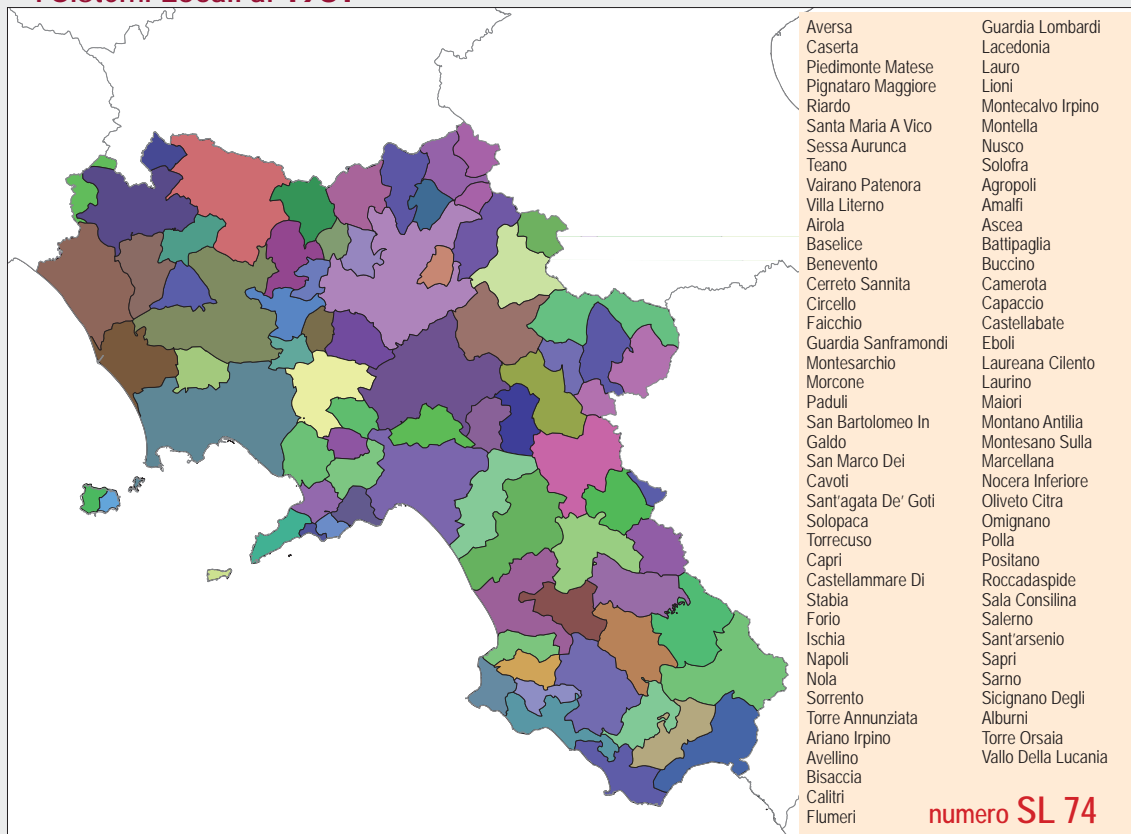 I Sistemi Locali al 1981
Aversa
Caserta
Piedimonte Matese
Pignataro Maggiore
Riardo
Santa Maria A Vico
Sessa Aurunca
Teano
Vairano Patenora
Villa Literno
Airola
Baselice
Benevento
Cerreto Sannita
Circello
Faicchio
Guardia Sanframondi
Montesarchio
Morcone
Paduli
San Bartolomeo In
Galdo
San Marco Dei
Cavoti
Sant'agata De' Goti
Solopaca
Torrecuso
Capri
Castellammare Di
Stabia
Forio
Ischia
Napoli
Nola
Sorrento
Torre Annunziata
Ariano Irpino
Avellino
Bisaccia
Calitri
Flumeri
Guardia Lombardi
Lacedonia
Lauro
Lioni
Montecalvo Irpino
Montella
Nusco
Solofra
Agropoli
Amalfi
Ascea
Battipaglia
Buccino
Camerota
Capaccio
Castellabate
Eboli
Laureana Cilento
Laurino
Maiori
Montano Antilia
Montesano Sulla
Marcellana
Nocera Inferiore
Oliveto Citra
Omignano
Polla
Positano
Roccadaspide
Sala Consilina
Salerno
Sant'arsenio
Sapri
Sarno
Sicignano Degli
Alburni
Torre Orsaia
Vallo Della Lucania
numero SL 74